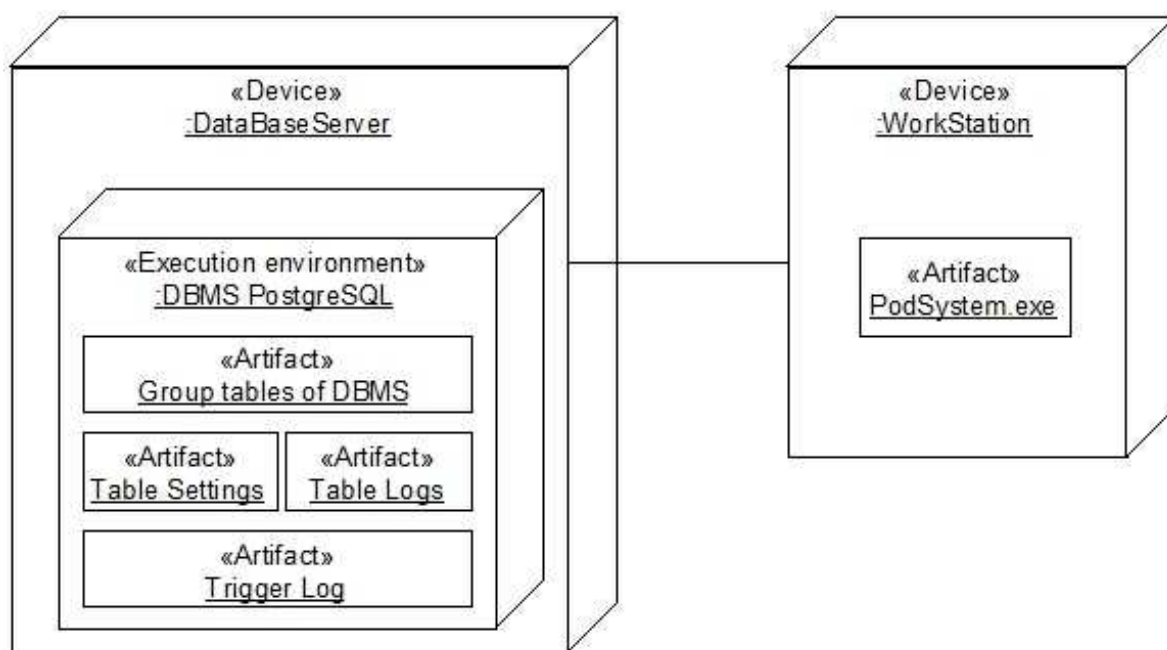 «Device»
:DataBaseServer
«Execution environment»
:DBMS PostgreSQL
«Artifact»
Group tables of DBMS
«Artifact»
Table Settings
«Artifact»
Table Logs
«Artifact»
Trigger Log
«Device»
:WorkStation
«Artifact»
PodSystem.exe